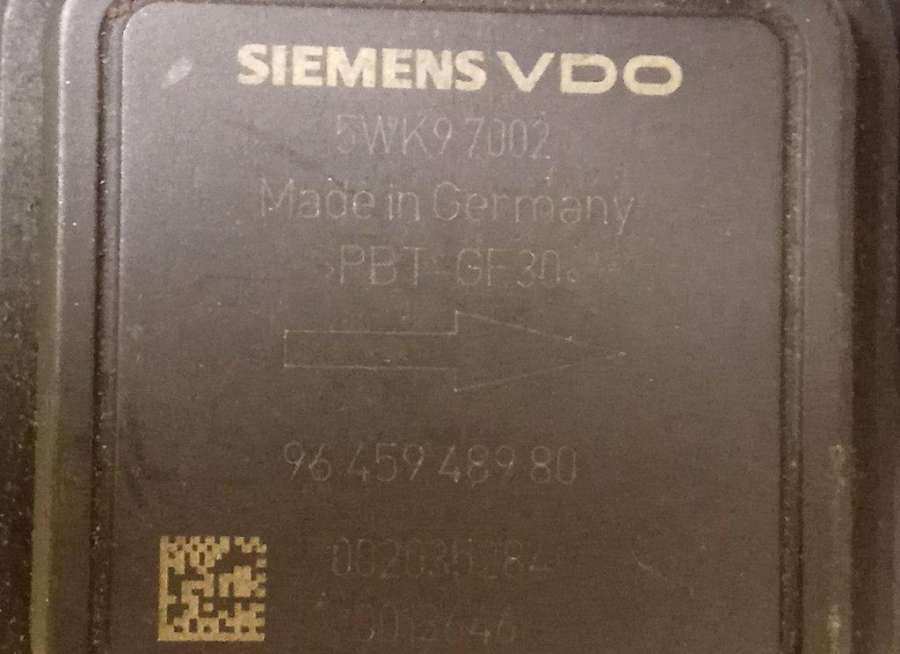 SIEMENS VDO
5WK9 7002
Made in Germany
>PBT-GF30<
96 459 489 80